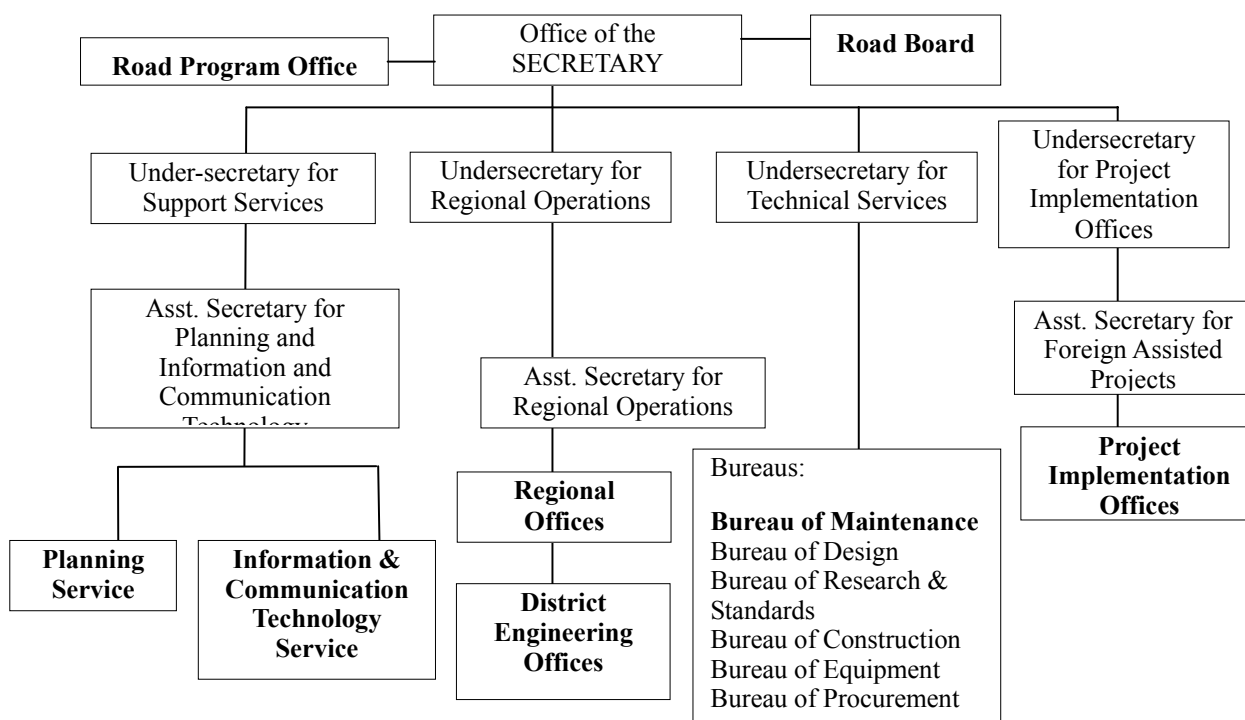 Office of the
SECRETARY
Road Program Office
Road Board
Under-secretary for
Support Services
Undersecretary for
Regional Operations
Undersecretary for
Technical Services
Undersecretary
for Project
Implementation
Offices
Asst. Secretary for
Planning and
Information and
Communication
Technology
Asst. Secretary for
Regional Operations
Asst. Secretary for
Foreign Assisted
Projects
Planning
Service
Information &
Communication
Technology
Service
Regional
Offices
District
Engineering
Offices
Bureaus:
Bureau of Maintenance
Bureau of Design
Bureau of Research &
Standards
Bureau of Construction
Bureau of Equipment
Bureau of Procurement
Project
Implementation
Offices